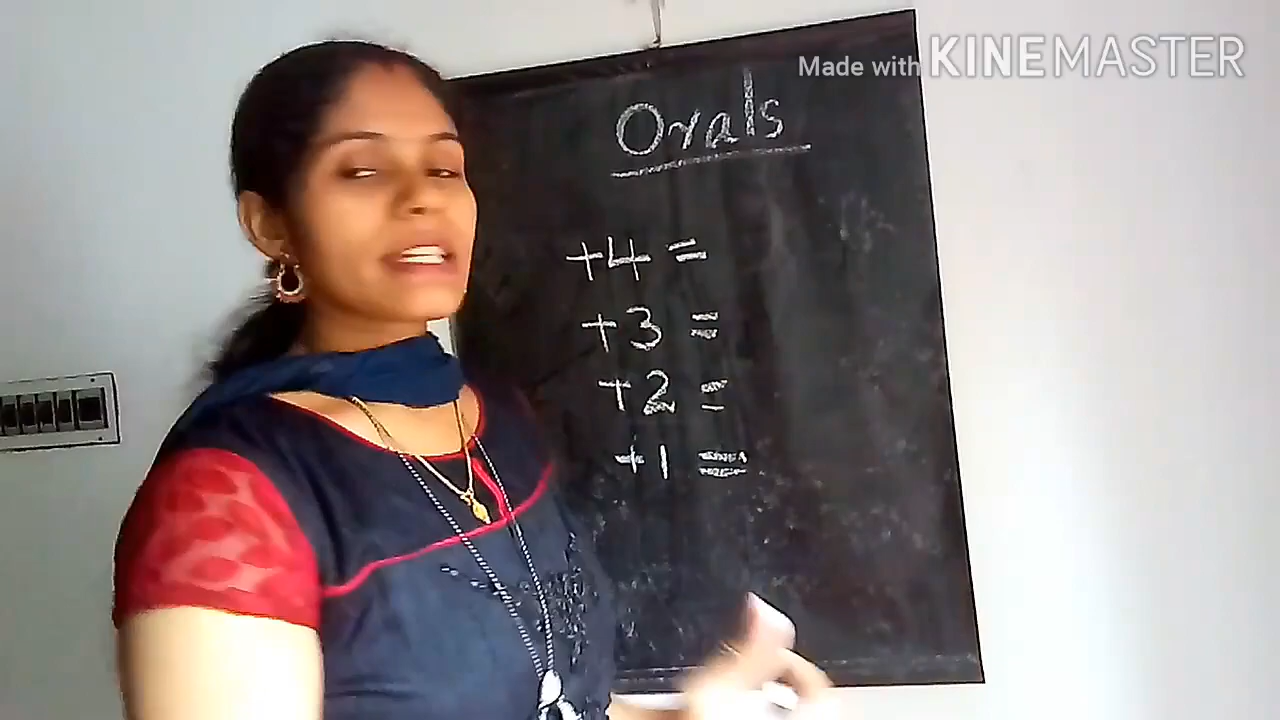 Made with KINEMASTER
Orals
+4 =
+3 =
+2 =
+1 =